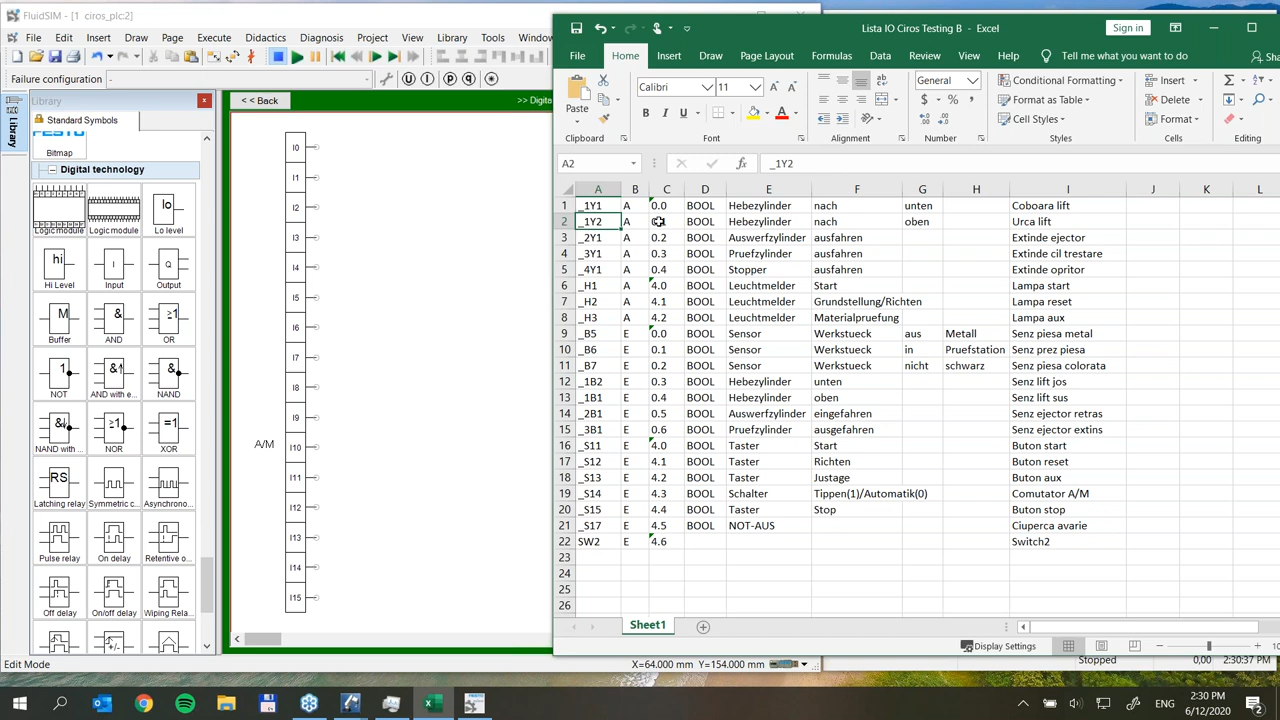 FluidSIM - [1 ciros_plc:2]
File Edit Insert Draw Page Execute Didactics Diagnosis Project View Library Tools Window
Failure configuration -
Library
Library
Standard Symbols
Bitmap
Digital technology
Logic module Logic module Lo level
Hi Level Input Output
Buffer AND OR
NOT AND with e... NAND
NAND with ... NOR XOR
Latching relay Symmetric c... Asynchrono...
Pulse relay On delay Retentive o...
Off delay On/off delay Wiping Rela...
Edit Mode
<< Back
>> Digita
I0
I1
I2
I3
I4
I5
I6
I7
I8
I9
A/M I10
I11
I12
I13
I14
I15
X=64.000 mm Y=154.000 mm
Lista IO Ciros Testing B - Excel
Sign in
File Home Insert Draw Page Layout Formulas Data Review View Help Tell me what you want to do Sha
Paste
Calibri 11
General
Conditional Formatting
Format as Table
Cell Styles
Insert
Delete
Format
Clipboard Font Alignment Number Styles Cells Editing
A2 fx _1Y2
A B C D E F G H I J K L
1 _1Y1 A 0.0 BOOL Hebezylinder nach unten Coboara lift
2 _1Y2 A BOOL Hebezylinder nach oben Urca lift
3 _2Y1 A 0.2 BOOL Auswerfzylinder ausfahren Extinde ejector
4 _3Y1 A 0.3 BOOL Pruefzylinder ausfahren Extinde cil trestare
5 _4Y1 A 0.4 BOOL Stopper ausfahren Extinde opritor
6 _H1 A 4.0 BOOL Leuchtmelder Start Lampa start
7 _H2 A 4.1 BOOL Leuchtmelder Grundstellung/Richten Lampa reset
8 _H3 A 4.2 BOOL Leuchtmelder Materialpruefung Lampa aux
9 _B5 E 0.0 BOOL Sensor Werkstueck aus Metall Senz piesa metal
10 _B6 E 0.1 BOOL Sensor Werkstueck in Pruefstation Senz prez piesa
11 _B7 E 0.2 BOOL Sensor Werkstueck nicht schwarz Senz piesa colorata
12 _1B2 E 0.3 BOOL Hebezylinder unten Senz lift jos
13 _1B1 E 0.4 BOOL Hebezylinder oben Senz lift sus
14 _2B1 E 0.5 BOOL Auswerfzylinder eingefahren Senz ejector retras
15 _3B1 E 0.6 BOOL Pruefzylinder ausgefahren Senz ejector extins
16 _S11 E 4.0 BOOL Taster Start Buton start
17 _S12 E 4.1 BOOL Taster Richten Buton reset
18 _S13 E 4.2 BOOL Taster Justage Buton aux
19 _S14 E 4.3 BOOL Schalter Tippen(1)/Automatik(0) Comutator A/M
20 _S15 E 4.4 BOOL Taster Stop Buton stop
21 _S17 E 4.5 BOOL NOT-AUS Ciuperca avarie
22 SW2 E 4.6 Switch2
23
24
25
26
Sheet1
Display Settings 10
Stopped 0,00 2:30:37 PM
ENG 2:30 PM
6/12/2020
2